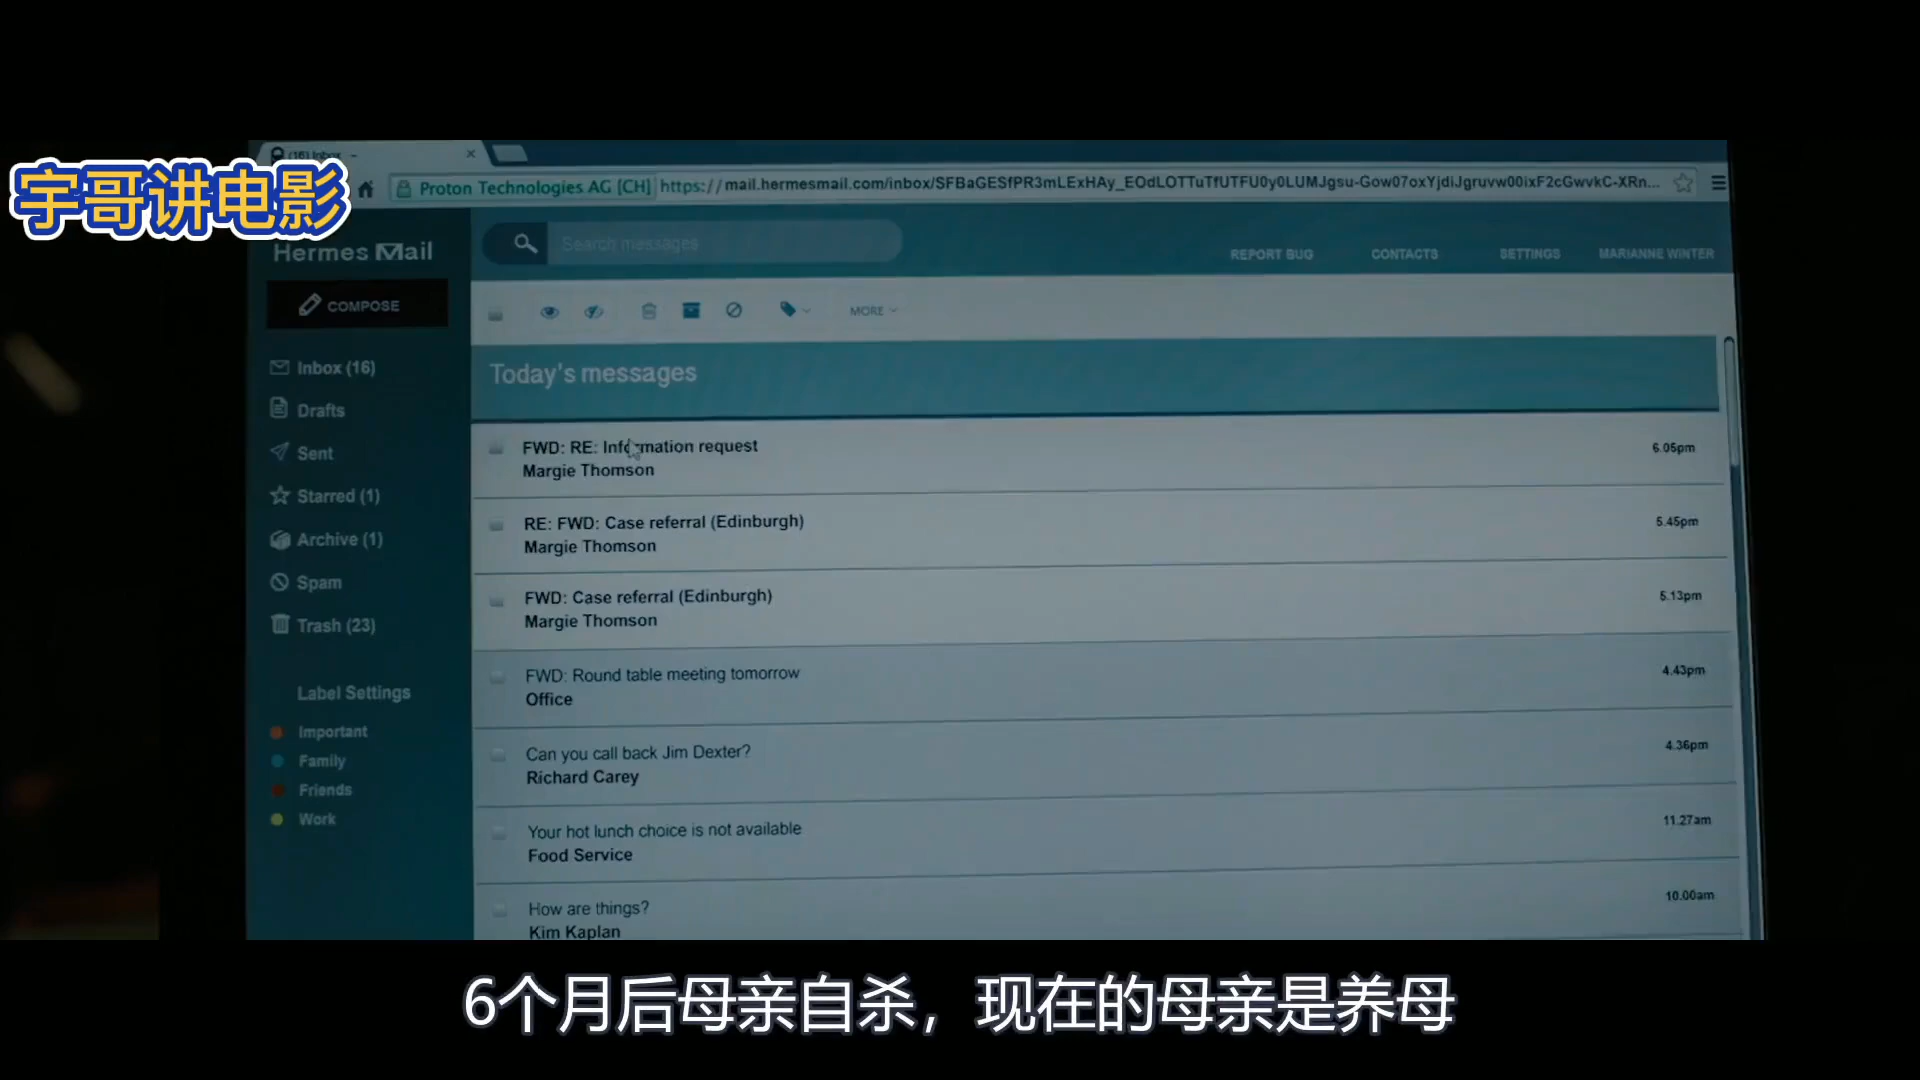 (16) Inbox
宇哥讲电影
Proton Technologies AG [CH]
https://mail.hermesmail.com/inbox/SFBaGESfPR3mLExHAy_EOdLOTTuTfUTFU0y0LUMJgsu-Gow07oxYjdiJgruvw00ixF2cGwvkC-XRn...
Hermes Mail
Search messages
REPORT BUG
CONTACTS
SETTINGS
MARIANNE WINTER
COMPOSE
MORE
Inbox (16)
Drafts
Sent
Starred (1)
Archive (1)
Spam
Trash (23)
Label Settings
Important
Family
Friends
Work
Today's messages
FWD: RE: Information request
Margie Thomson
6.05pm
RE: FWD: Case referral (Edinburgh)
Margie Thomson
5.45pm
FWD: Case referral (Edinburgh)
Margie Thomson
5.13pm
FWD: Round table meeting tomorrow
Office
4.43pm
Can you call back Jim Dexter?
Richard Carey
4.36pm
Your hot lunch choice is not available
Food Service
11.27am
How are things?
Kim Kaplan
10.00am
6个月后母亲自杀，现在的母亲是养母